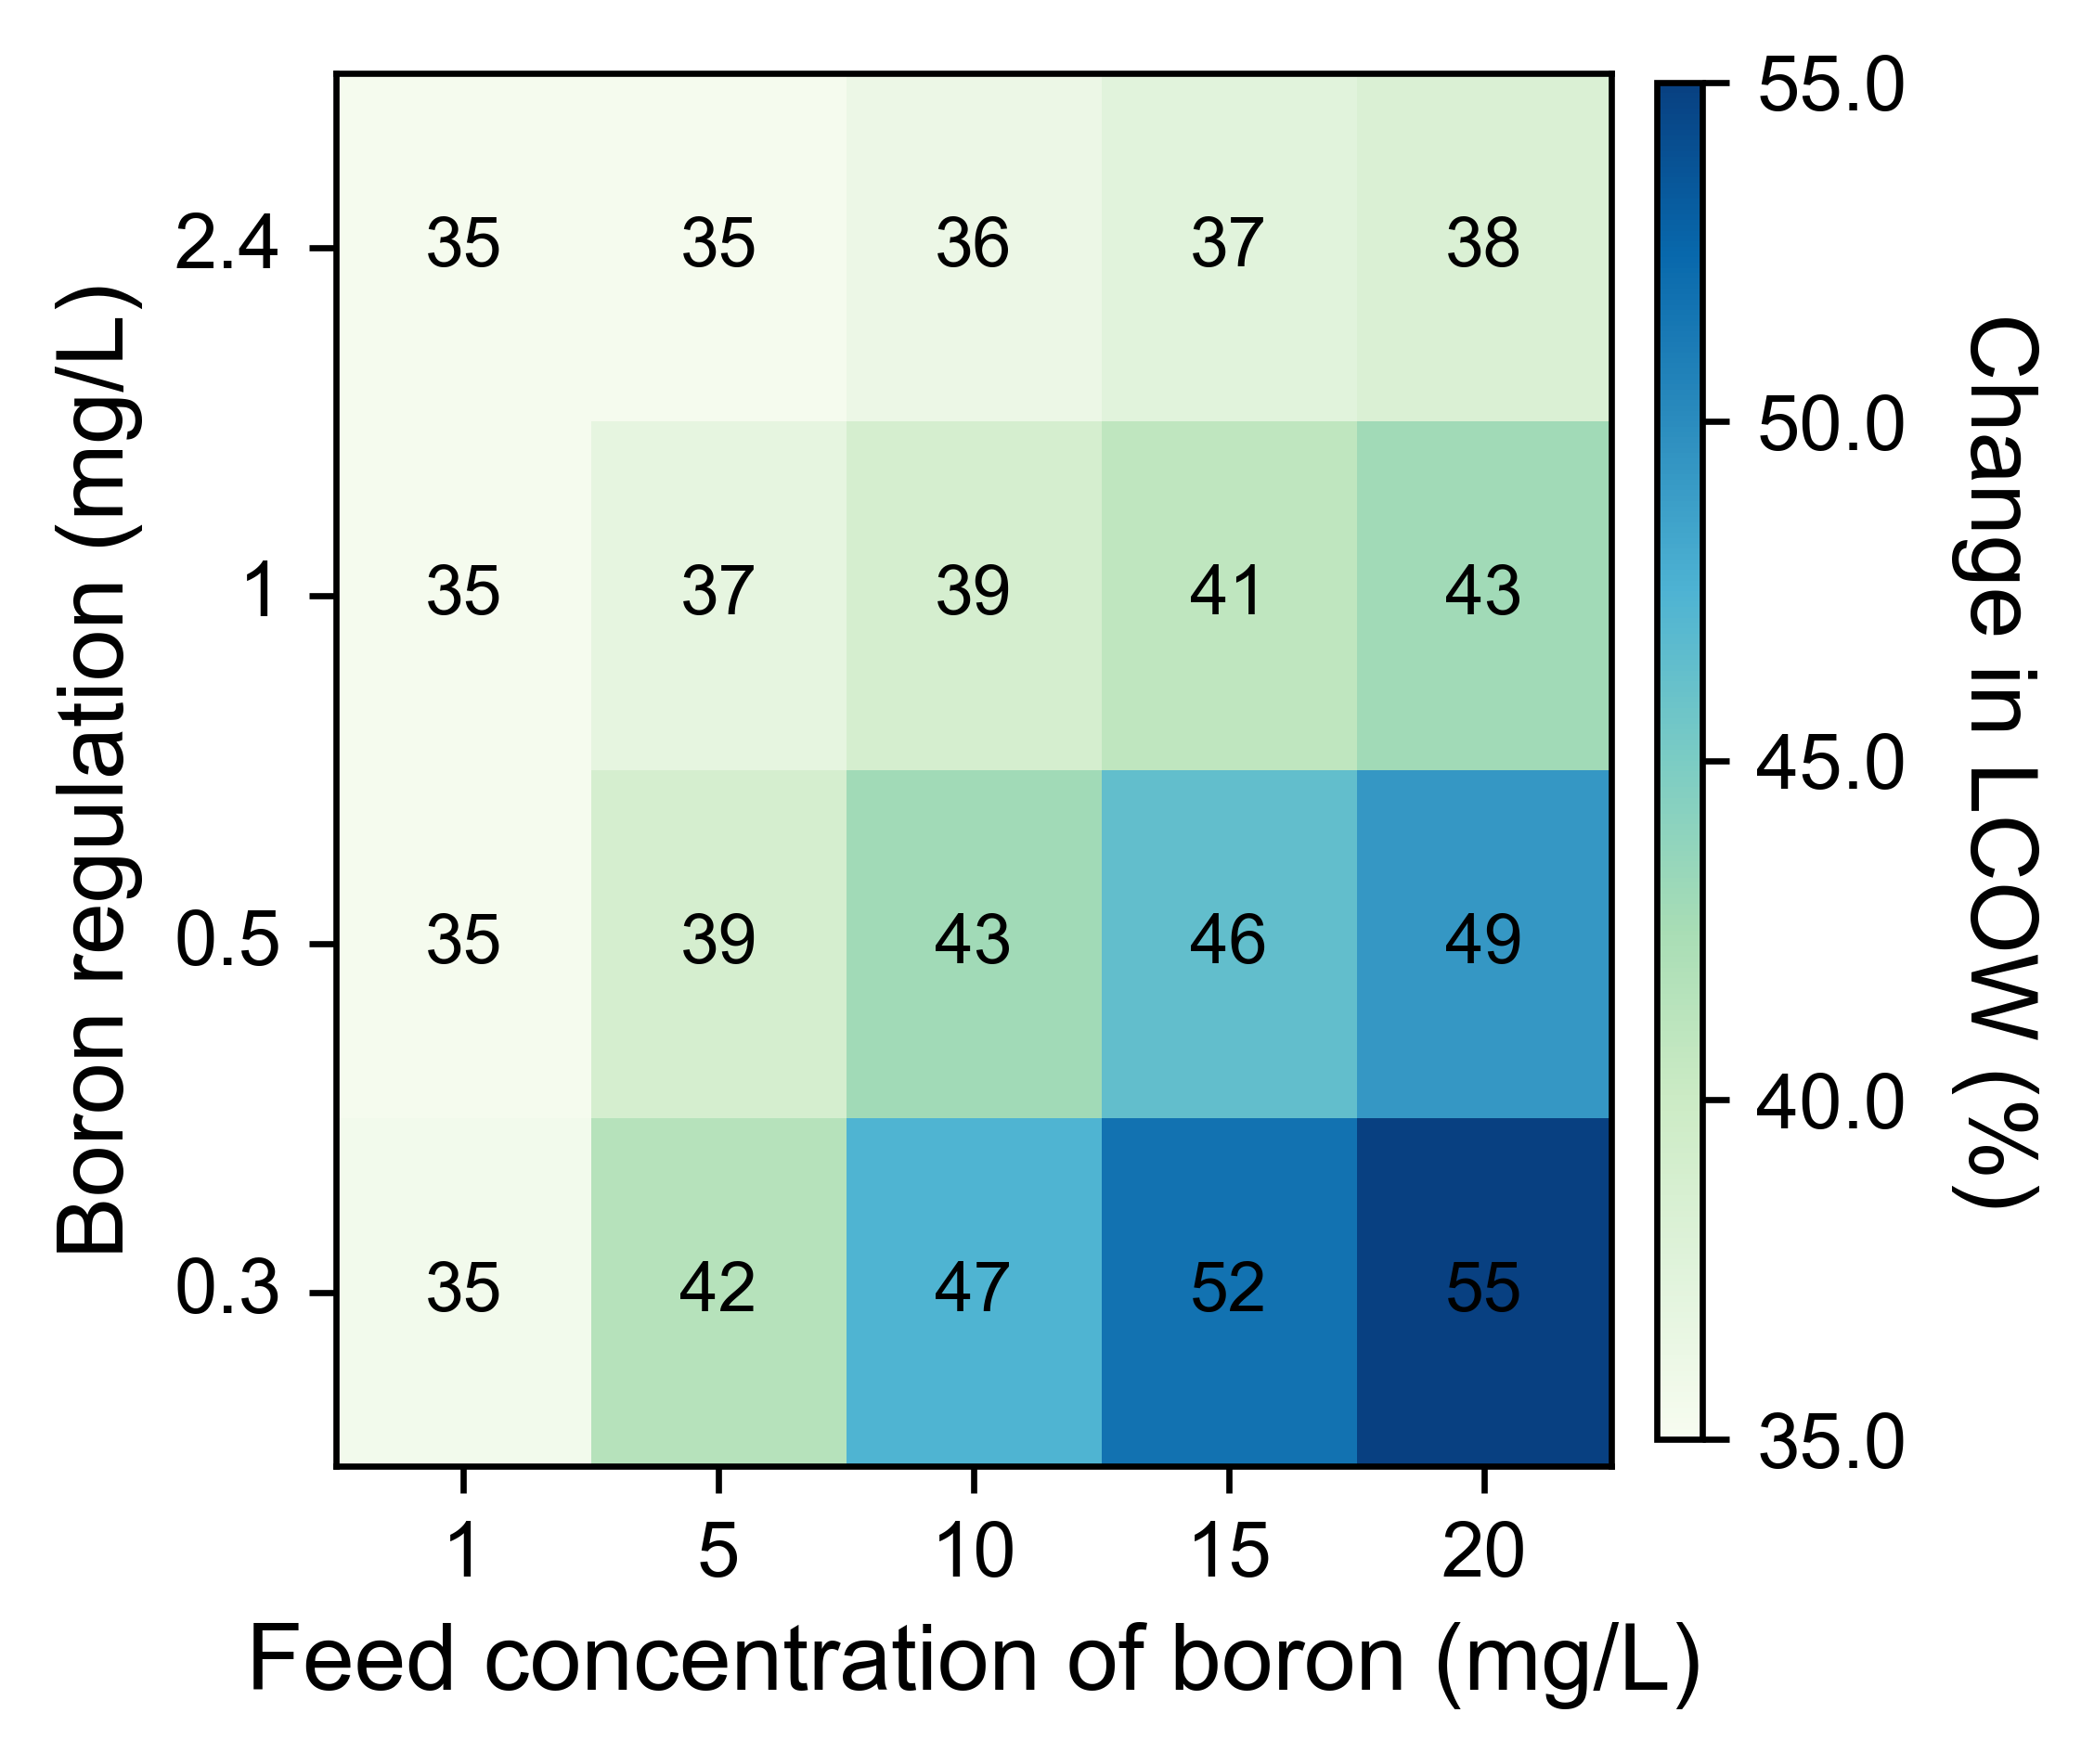 Boron regulation (mg/L)
2.4
1
0.5
0.3
35 35 36 37 38
35 37 39 41 43
35 39 43 46 49
35 42 47 52 55
1 5 10 15 20
Feed concentration of boron (mg/L)
55.0
50.0
45.0
40.0
35.0
Change in LCOW (%)